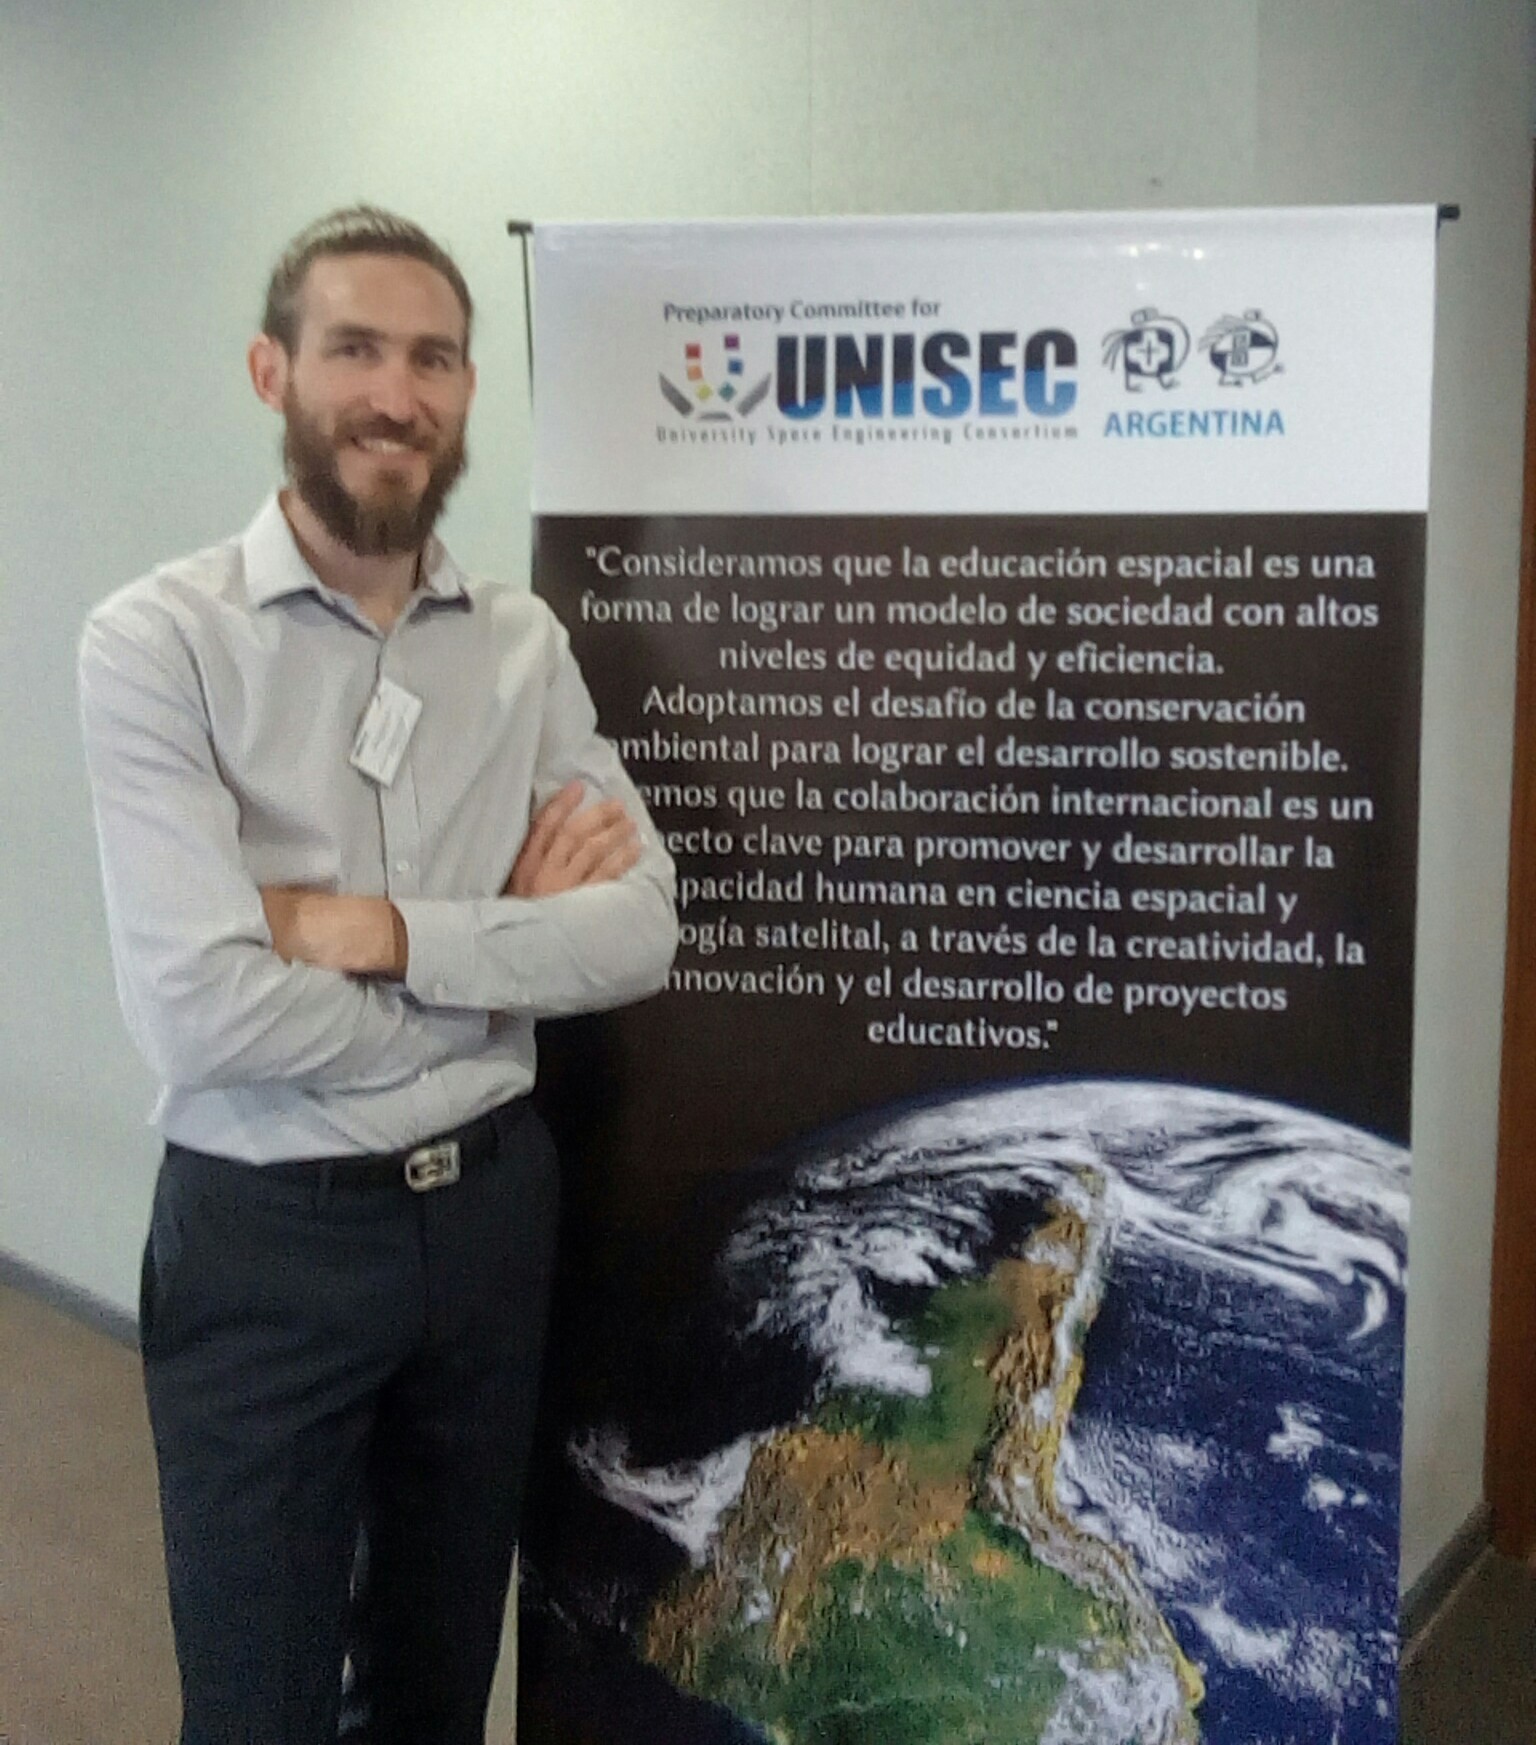 Preparatory Committee for
UNISEC
University Space Engineering Consortium
ARGENTINA
"Consideramos que la educación espacial es una
forma de lograr un modelo de sociedad con altos
niveles de equidad y eficiencia.
Adoptamos el desafío de la conservación
mbiental para lograr el desarrollo sostenible.
emos que la colaboración internacional es un
ecto clave para promover y desarrollar la
pacidad humana en ciencia espacial y
ogía satelital, a través de la creatividad, la
nnovación y el desarrollo de proyectos
educativos."